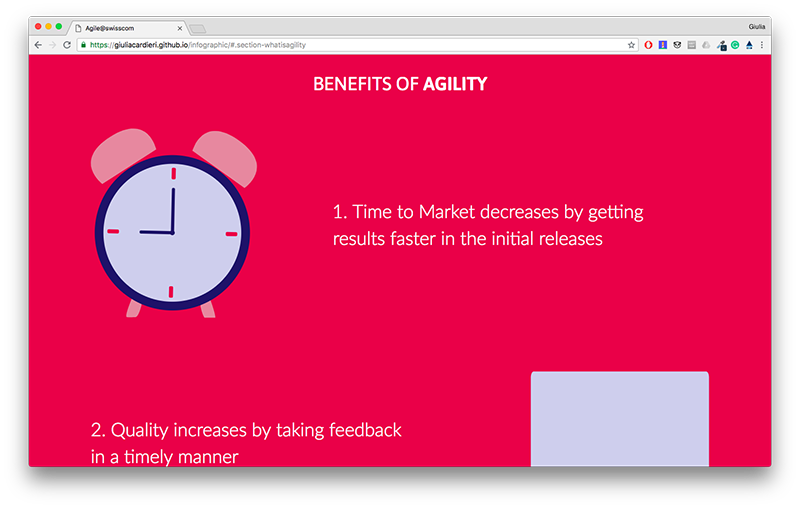 Agile@swisscom
Giulia
https://giuliacardieri.github.io/infographic/#.section-whatisagility
BENEFITS OF AGILITY
1. Time to Market decreases by getting
results faster in the initial releases
2. Quality increases by taking feedback
in a timely manner